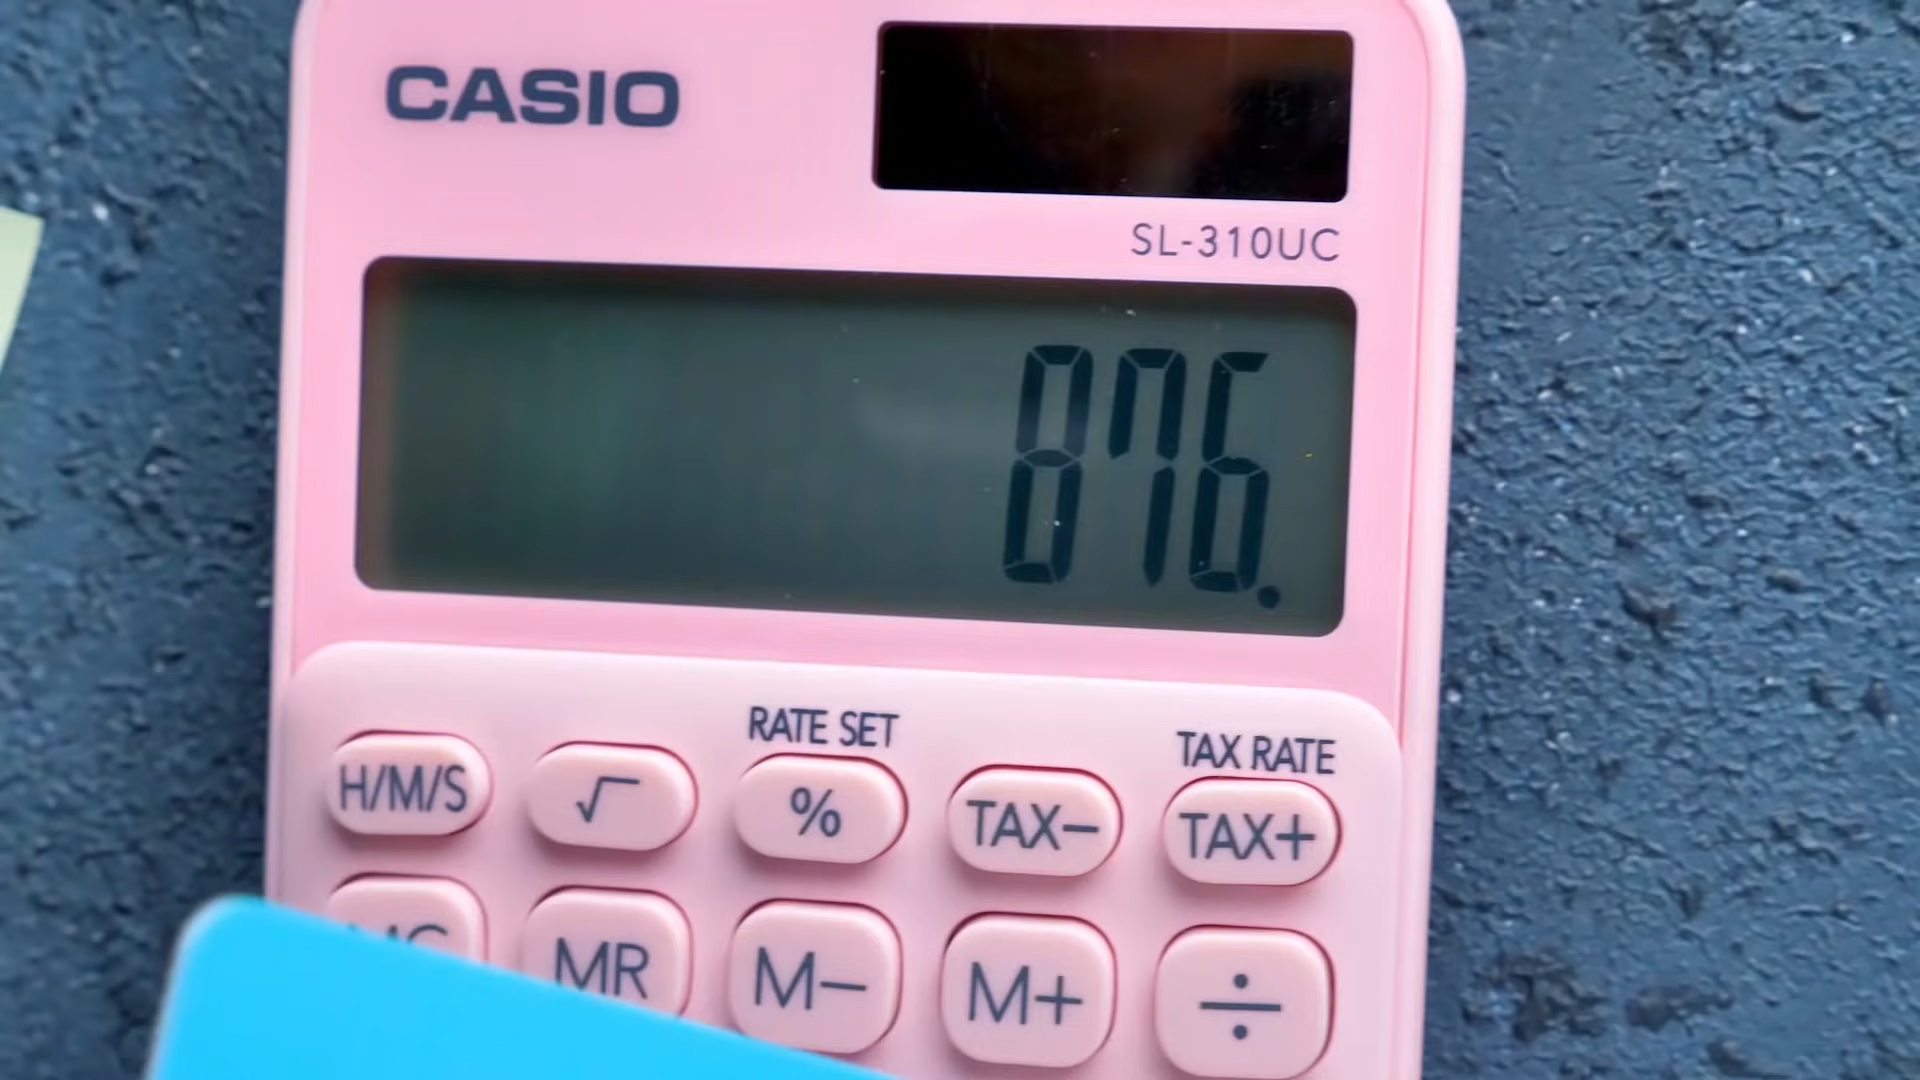 CASIO
SL-310UC
876.
RATE SET
TAX RATE
H/M/S √ % TAX− TAX+
MR M− M+ ÷